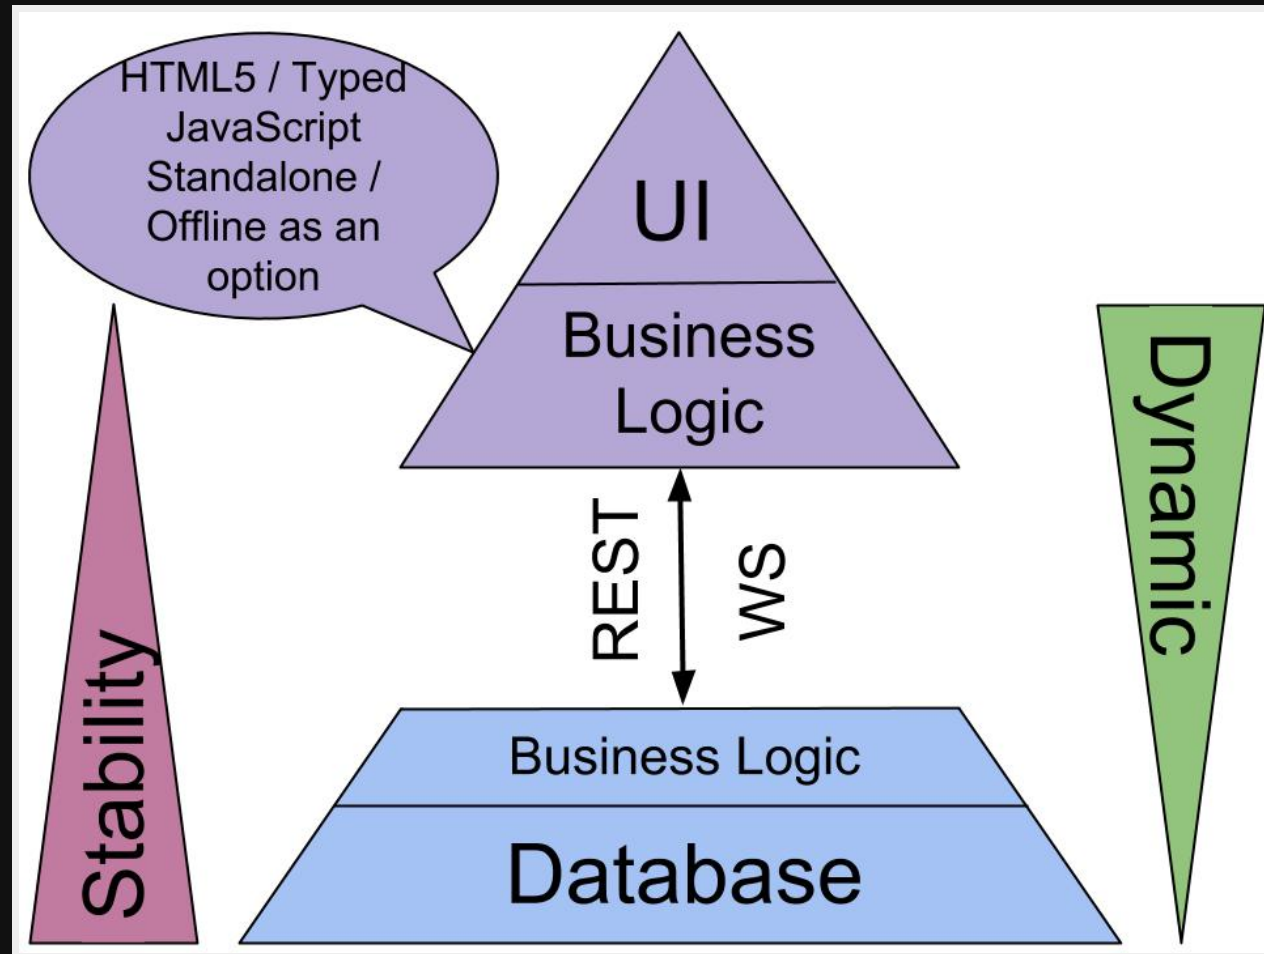 HTML5 / Typed
JavaScript
Standalone /
Offline as an
option
UI
Business
Logic
REST
WS
Business Logic
Database
Stability
Dynamic